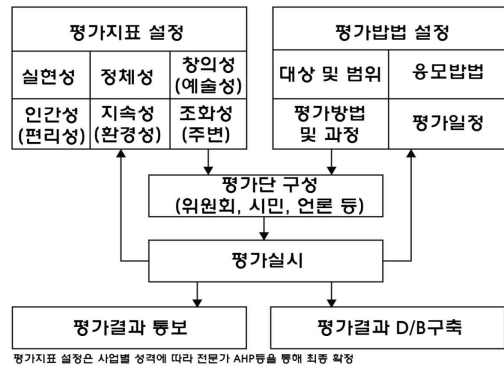 평가지표 설정
실현성
정체성
창의성
(예술성)
인간성
(편리성)
지속성
(환경성)
조화성
(주변)
평가밥법 설정
대상 및 범위
응모밥법
평가방법
및 과정
평가일정
평가단 구성
(위원회, 시민, 언론 등)
평가실시
평가결과 통보
평가결과 D/B구축
평가지표 설정은 사업별 성격에 따라 전문가 AHP등을 통해 최종 확정